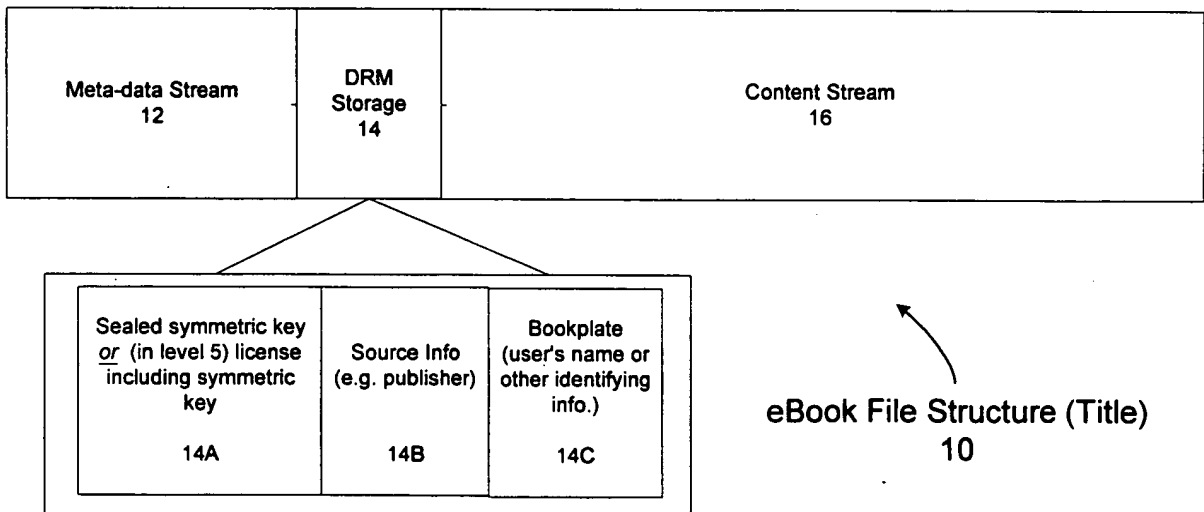 Meta-data Stream
12
DRM
Storage
14
Content Stream
16
Sealed symmetric key
or (in level 5) license
including symmetric
key
14A
Source Info
(e.g. publisher)
14B
Bookplate
(user's name or
other identifying
info.)
14C
eBook File Structure (Title)
10